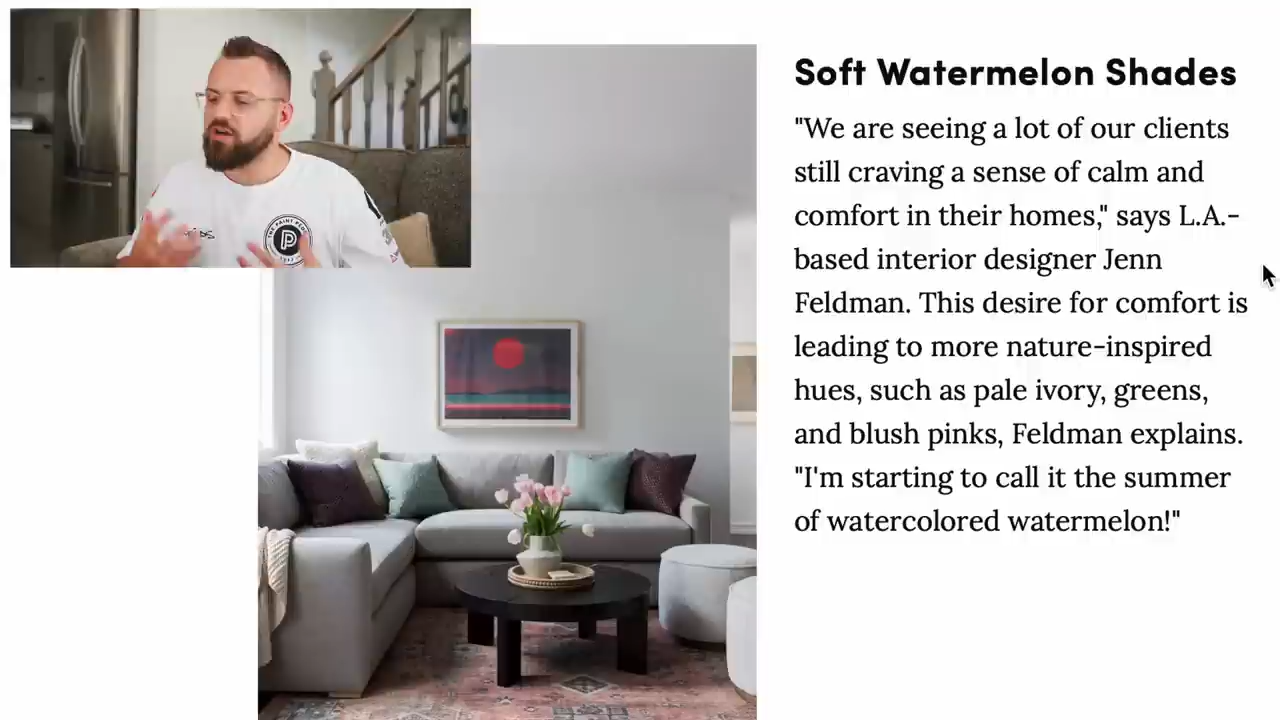 Soft Watermelon Shades
"We are seeing a lot of our clients
still craving a sense of calm and
comfort in their homes," says L.A.-
based interior designer Jenn
Feldman. This desire for comfort is
leading to more nature-inspired
hues, such as pale ivory, greens,
and blush pinks, Feldman explains.
"I'm starting to call it the summer
of watercolored watermelon!"